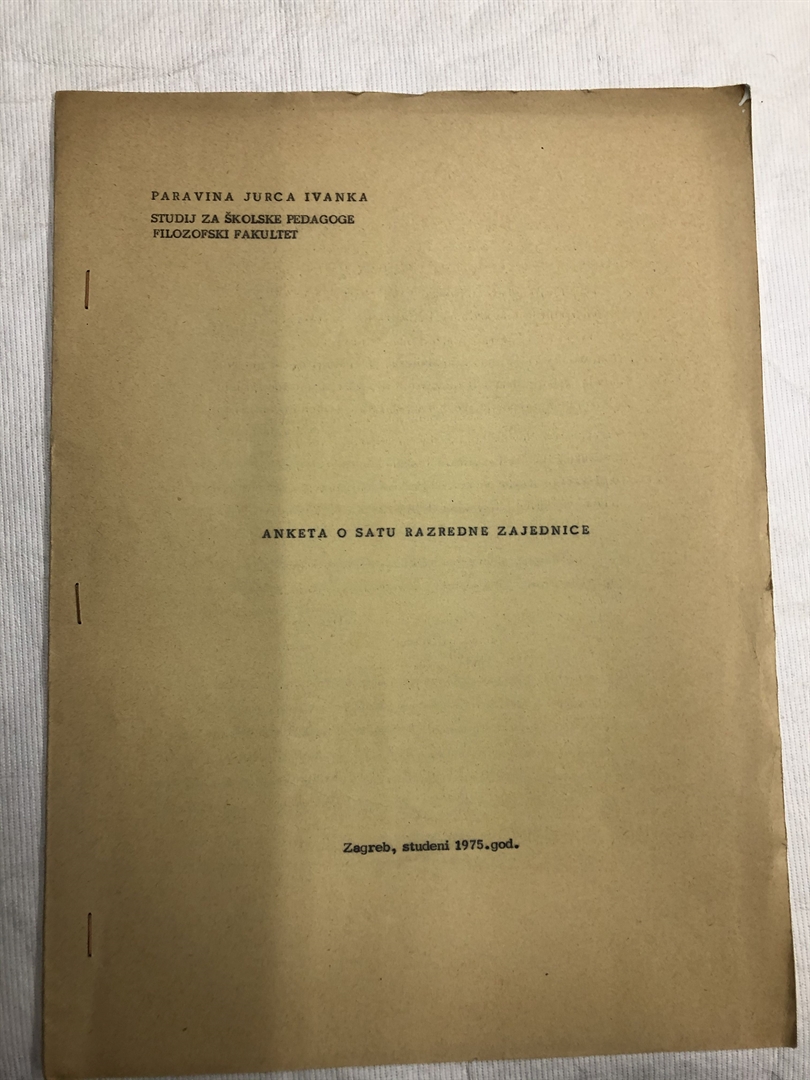 PARAVINA JURCA IVANKA
STUDIJ ZA ŠKOLSKE PEDAGOGE
FILOZOFSKI FAKULTET
ANKETA O SATU RAZREDNE ZAJEDNICE
Zagreb, studeni 1975.god.